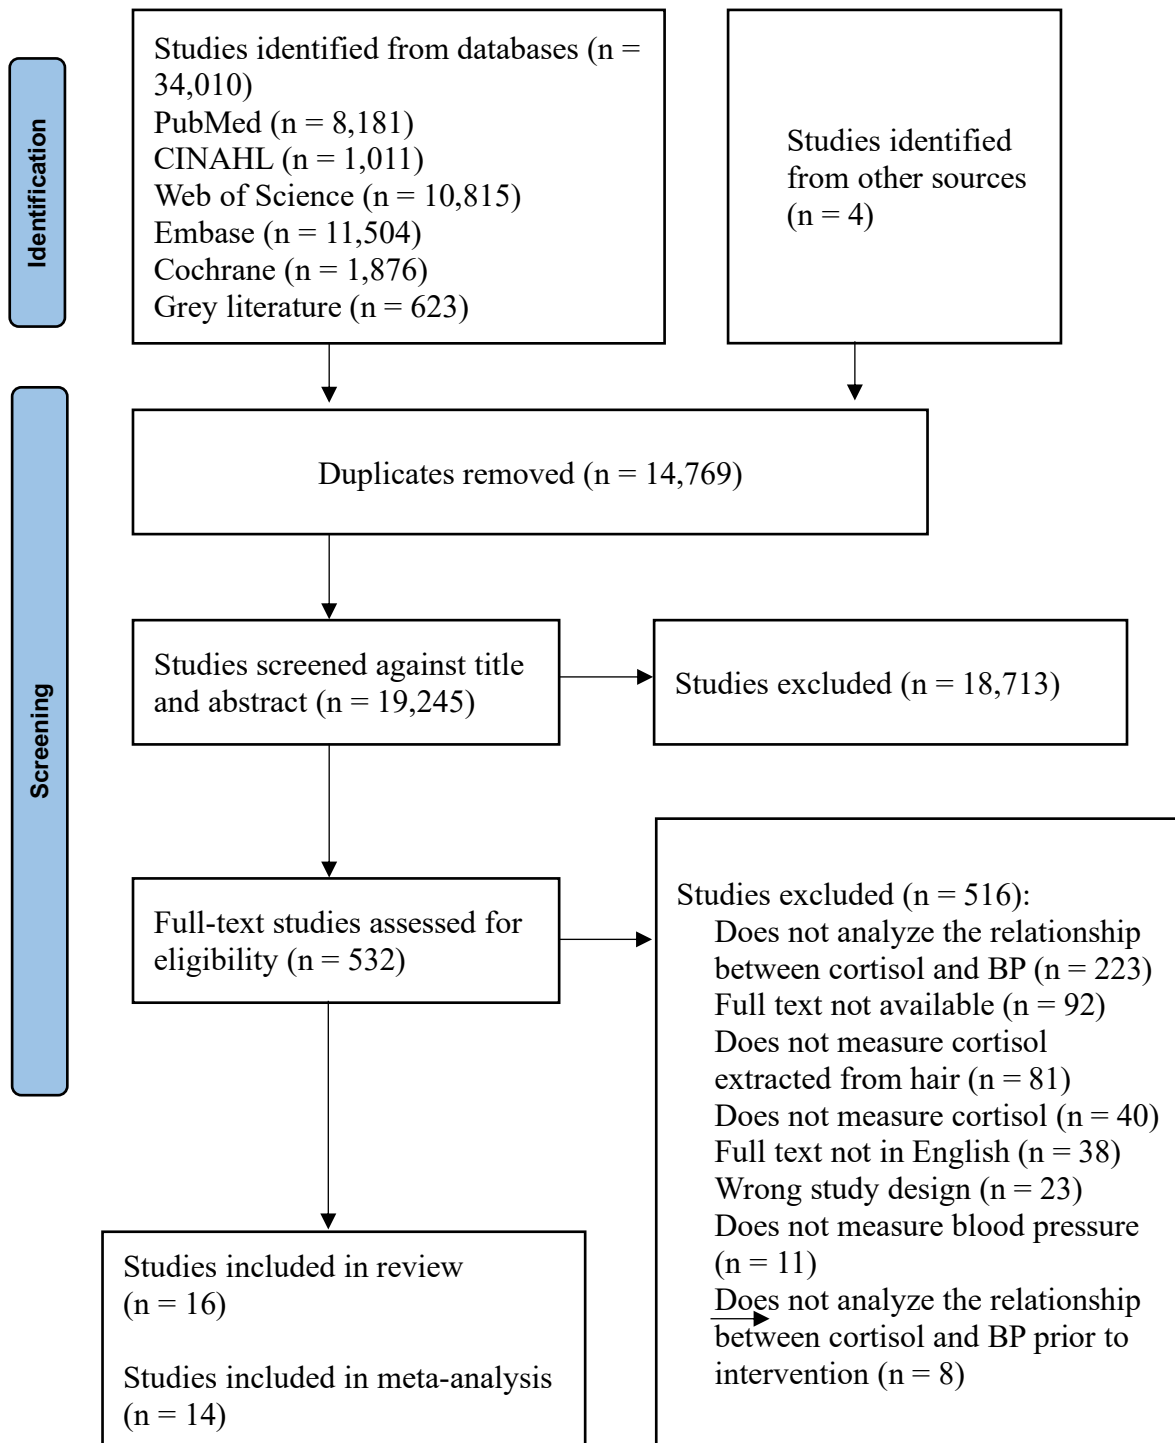 Identification
Studies identified from databases (n =
34,010)
PubMed (n = 8,181)
CINAHL (n = 1,011)
Web of Science (n = 10,815)
Embase (n = 11,504)
Cochrane (n = 1,876)
Grey literature (n = 623)
Studies identified
from other sources
(n = 4)
Screening
Duplicates removed (n = 14,769)
Studies screened against title
and abstract (n = 19,245)
Studies excluded (n = 18,713)
Full-text studies assessed for
eligibility (n = 532)
Studies excluded (n = 516):
Does not analyze the relationship
between cortisol and BP (n = 223)
Full text not available (n = 92)
Does not measure cortisol
extracted from hair (n = 81)
Does not measure cortisol (n = 40)
Full text not in English (n = 38)
Wrong study design (n = 23)
Does not measure blood pressure
(n = 11)
Does not analyze the relationship
between cortisol and BP prior to
intervention (n = 8)
Studies included in review
(n = 16)
Studies included in meta-analysis
(n = 14)